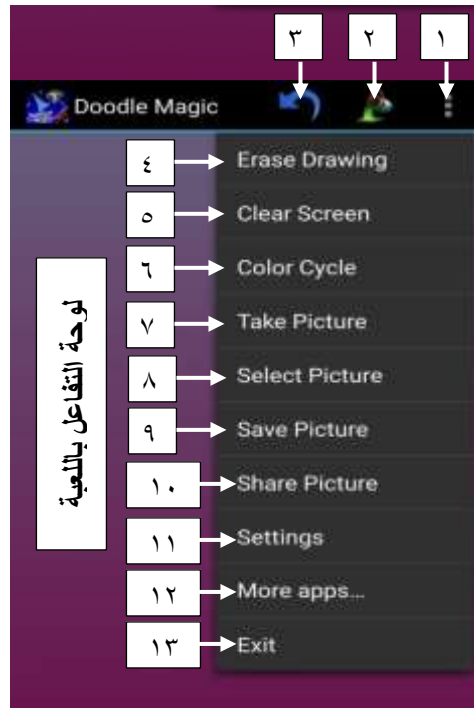 ٣ ٢ ١
Doodle Magic
٤ Erase Drawing
٥ Clear Screen
٦ Color Cycle
٧ Take Picture
٨ Select Picture
٩ Save Picture
١٠ Share Picture
١١ Settings
١٢ More apps...
١٣ Exit
لوحة التفاعل باللعبة